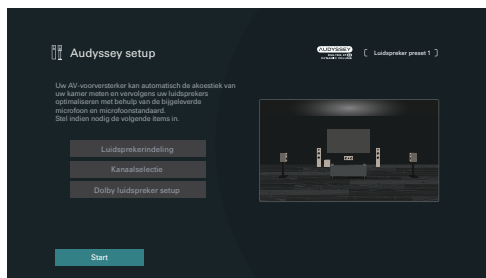 Audyssey setup
AUDYSSEY
Luidspreker preset 1
Uw AV-voorversterker kan automatisch de akoestiek van
uw kamer meten en vervolgens uw luidsprekers
optimaliseren met behulp van de bijgeleverde
microfoon en microfoonstandaard.
Stel indien nodig de volgende items in.
Luidsprekerindeling
Kanaalselectie
Dolby luidspreker setup
Start